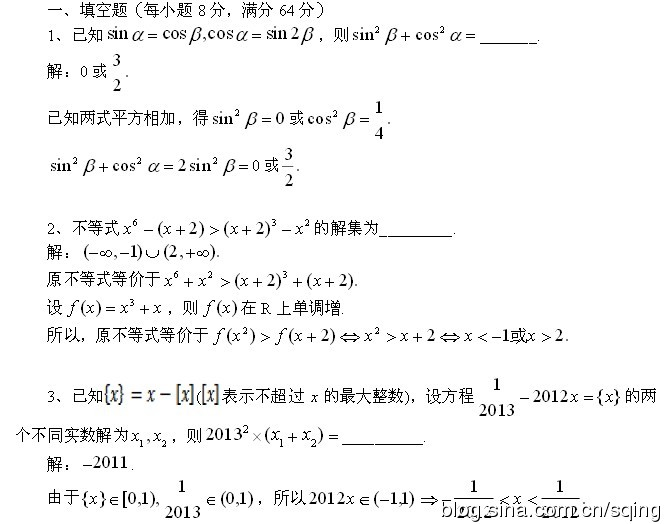 一、填空题（每小题8分，满分64分）
1、已知 sin α = cos β, cos α = sin 2β，则 sin² β + cos² α = ______.
解：0 或 3/2.
已知两式平方相加，得 sin² β = 0 或 cos² β = 1/4.
sin² β + cos² α = 2 sin² β = 0 或 3/2.
2、不等式 x⁶ − (x + 2) > (x + 2)³ − x² 的解集为_________.
解：(−∞, −1) ∪ (2, +∞).
原不等式等价于 x⁶ + x² > (x + 2)³ + (x + 2).
设 f(x) = x³ + x，则 f(x) 在 R 上单调增.
所以，原不等式等价于 f(x²) > f(x + 2) ⇔ x² > x + 2 ⇔ x < −1或x > 2.
3、已知{x} = x − [x]([x]表示不超过 x 的最大整数)，设方程 1/2013 − 2012x = {x} 的两
个不同实数解为 x₁, x₂，则 2013² × (x₁ + x₂) = __________.
解：−2011.
由于{x} ∈ [0,1), 1/2013 ∈ (0,1)，所以 2012x ∈ (−1,1) ⇒ − 1/ ⩽ x < 1/
blog.sina.com.cn/sqing